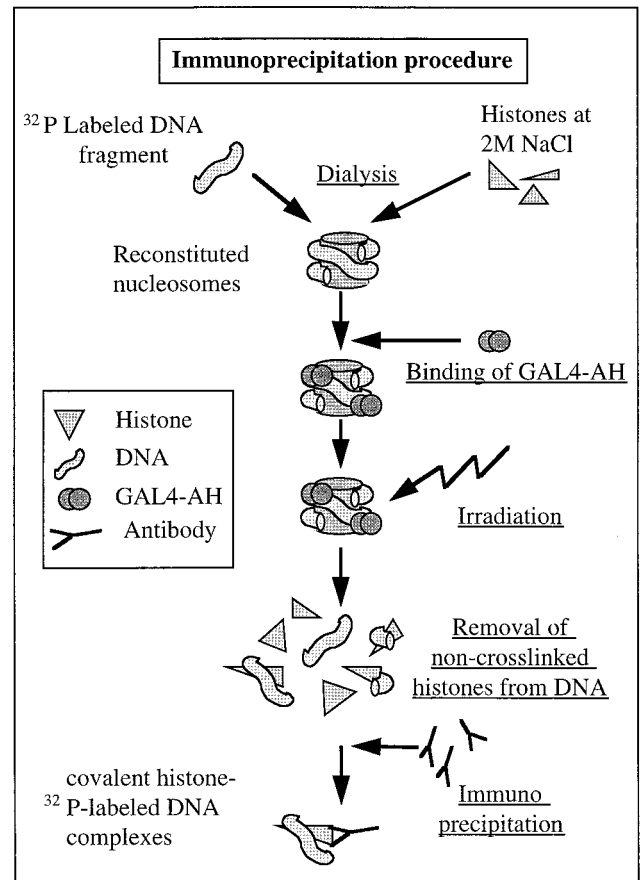 Immunoprecipitation procedure
32 P Labeled DNA
fragment
Histones at
2M NaCl
Dialysis
Reconstituted
nucleosomes
Binding of GAL4-AH
Histone
DNA
GAL4-AH
Antibody
Irradiation
Removal of
non-crosslinked
histones from DNA
covalent histone-
32 P-labeled DNA
complexes
Immuno
precipitation